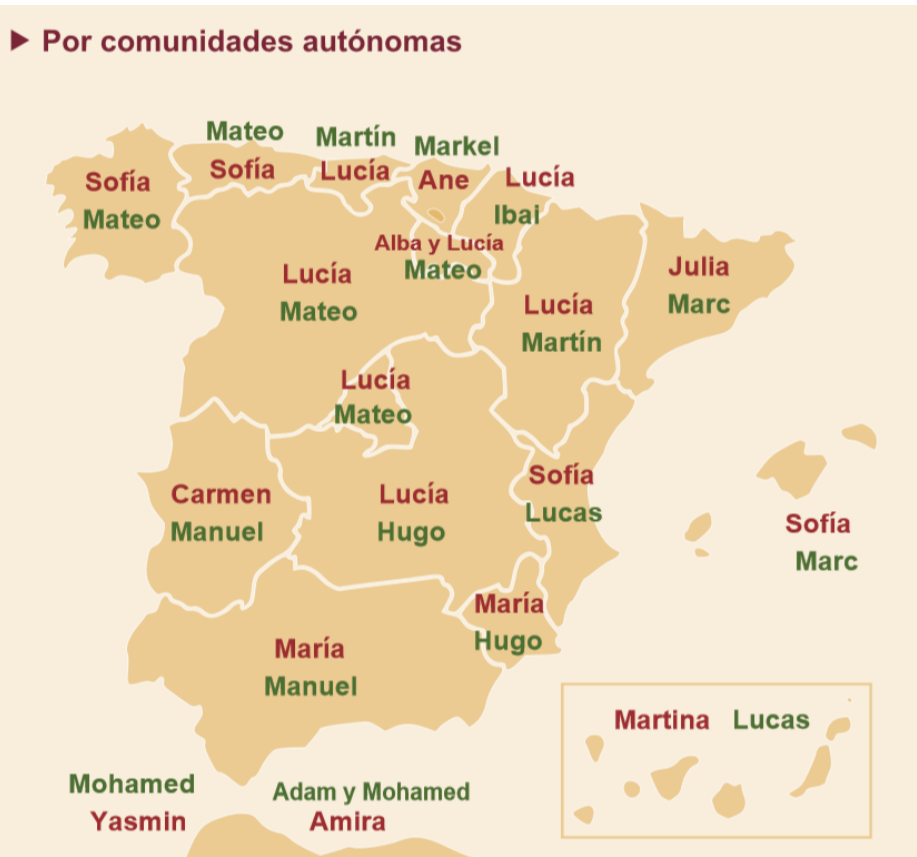 Por comunidades autónomas
Mateo
Sofía
Martín
Lucía
Markel
Ane
Sofía
Mateo
Lucía
Ibai
Alba y Lucía
Mateo
Lucía
Mateo
Lucía
Martín
Julia
Marc
Lucía
Mateo
Carmen
Manuel
Lucía
Hugo
Sofía
Lucas
Sofía
Marc
María
Hugo
María
Manuel
Martina Lucas
Mohamed
Yasmin
Adam y Mohamed
Amira